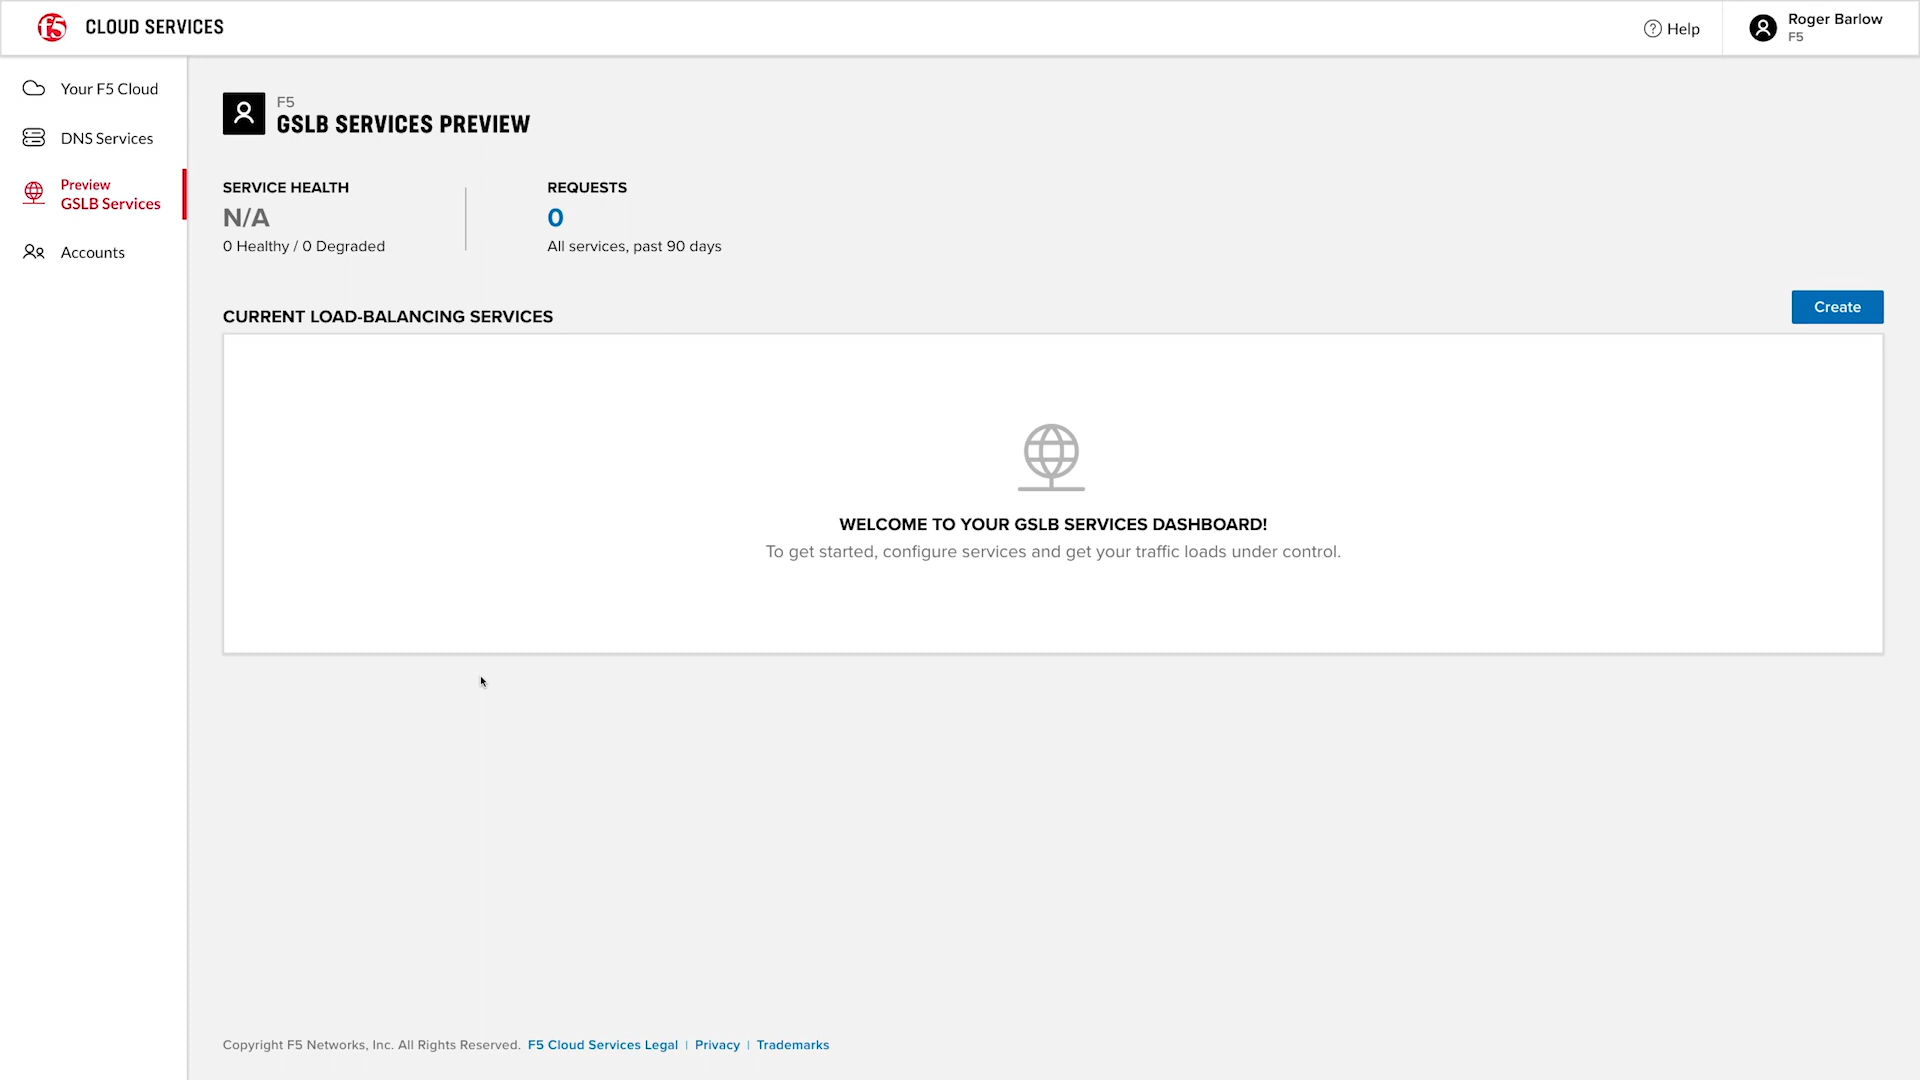 f5 CLOUD SERVICES
Help
Roger Barlow
F5
Your F5 Cloud
DNS Services
Preview
GSLB Services
Accounts
F5
GSLB SERVICES PREVIEW
SERVICE HEALTH
N/A
0 Healthy / 0 Degraded
REQUESTS
0
All services, past 90 days
CURRENT LOAD-BALANCING SERVICES
Create
WELCOME TO YOUR GSLB SERVICES DASHBOARD!
To get started, configure services and get your traffic loads under control.
Copyright F5 Networks, Inc. All Rights Reserved. F5 Cloud Services Legal | Privacy | Trademarks